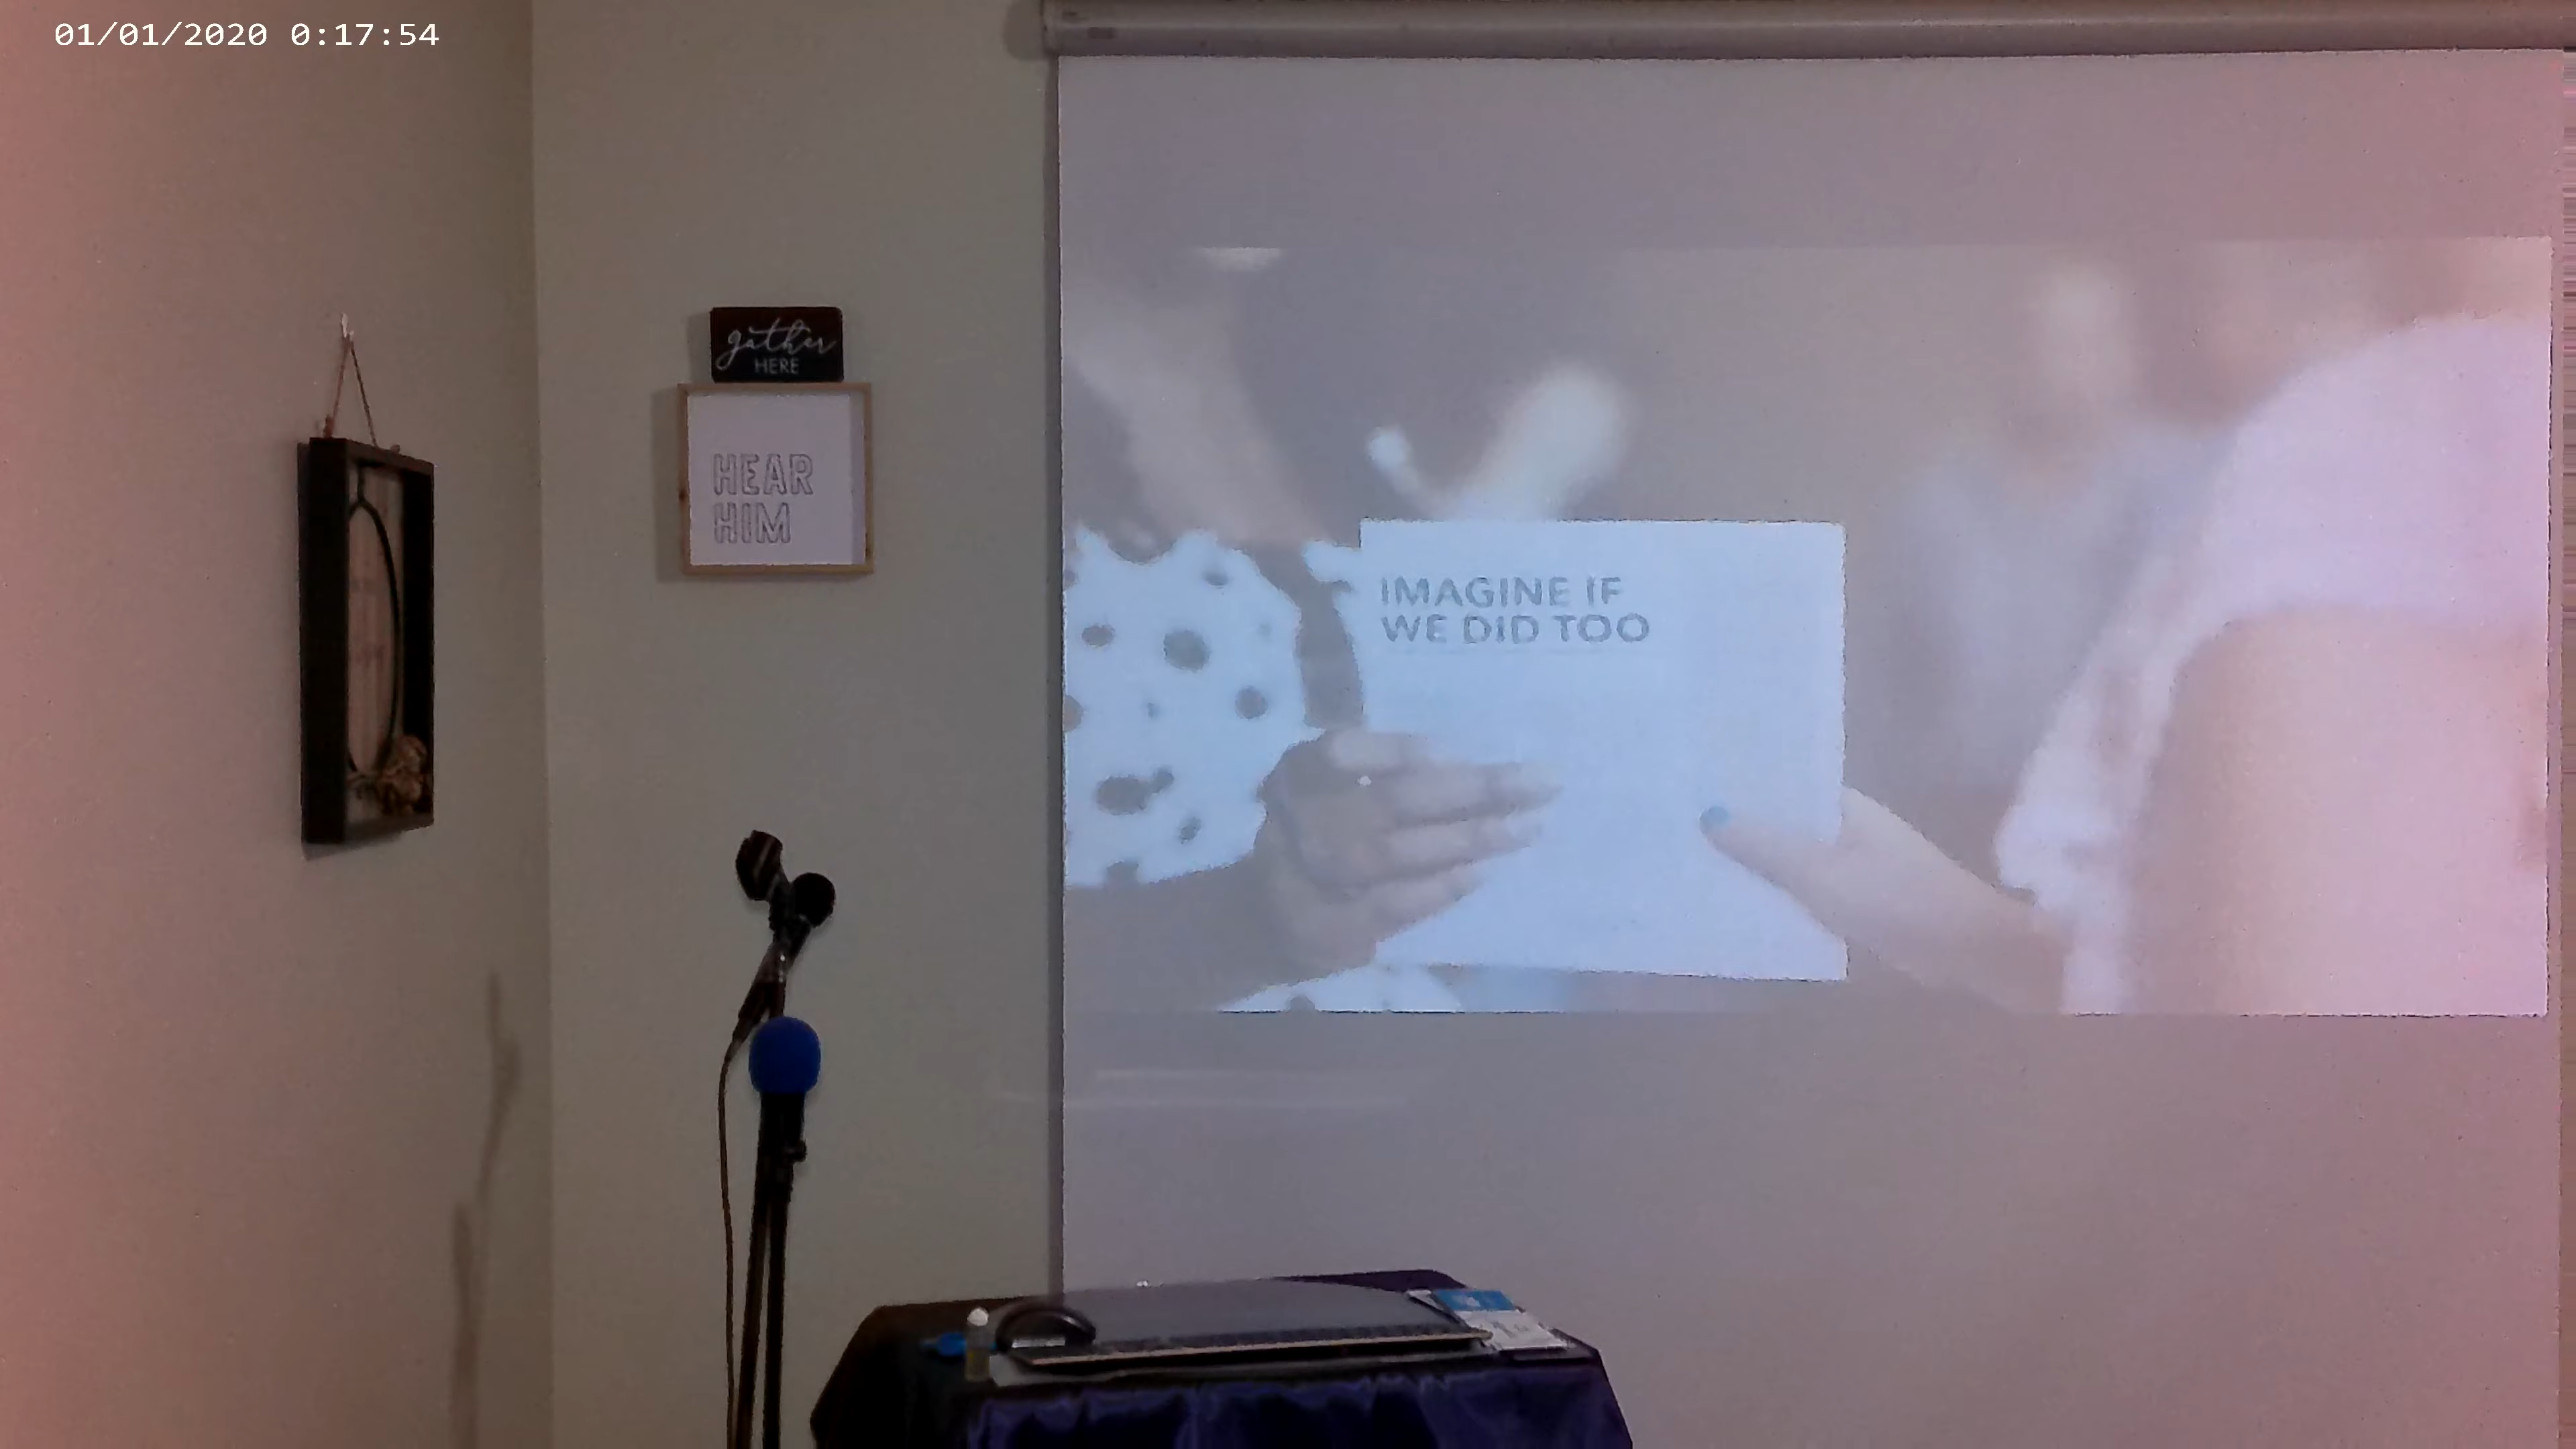 01/01/2020 0:17:54
gather
HERE
HEAR
HIM
IMAGINE IF
WE DID TOO